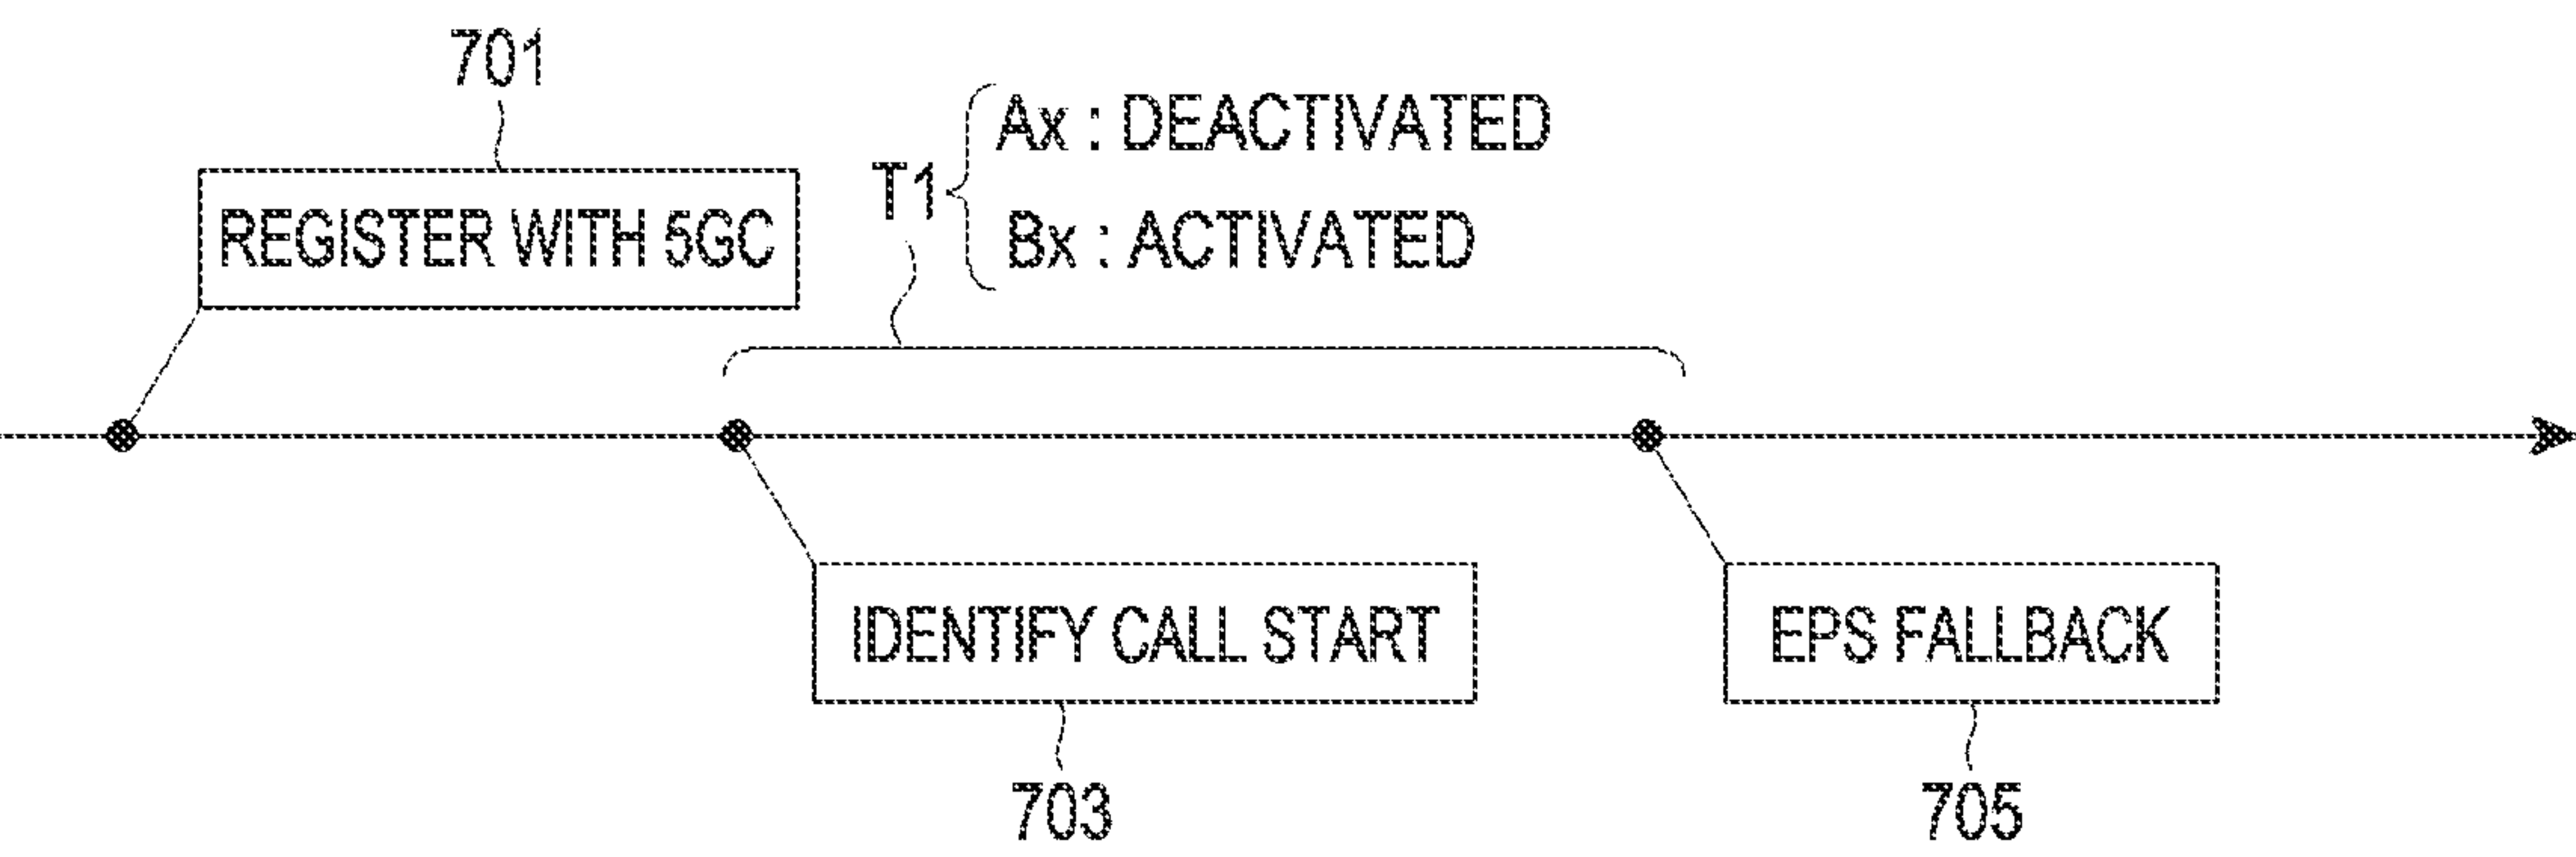 701
REGISTER WITH 5GC
T1
Ax : DEACTIVATED
Bx : ACTIVATED
IDENTIFY CALL START
703
EPS FALLBACK
705